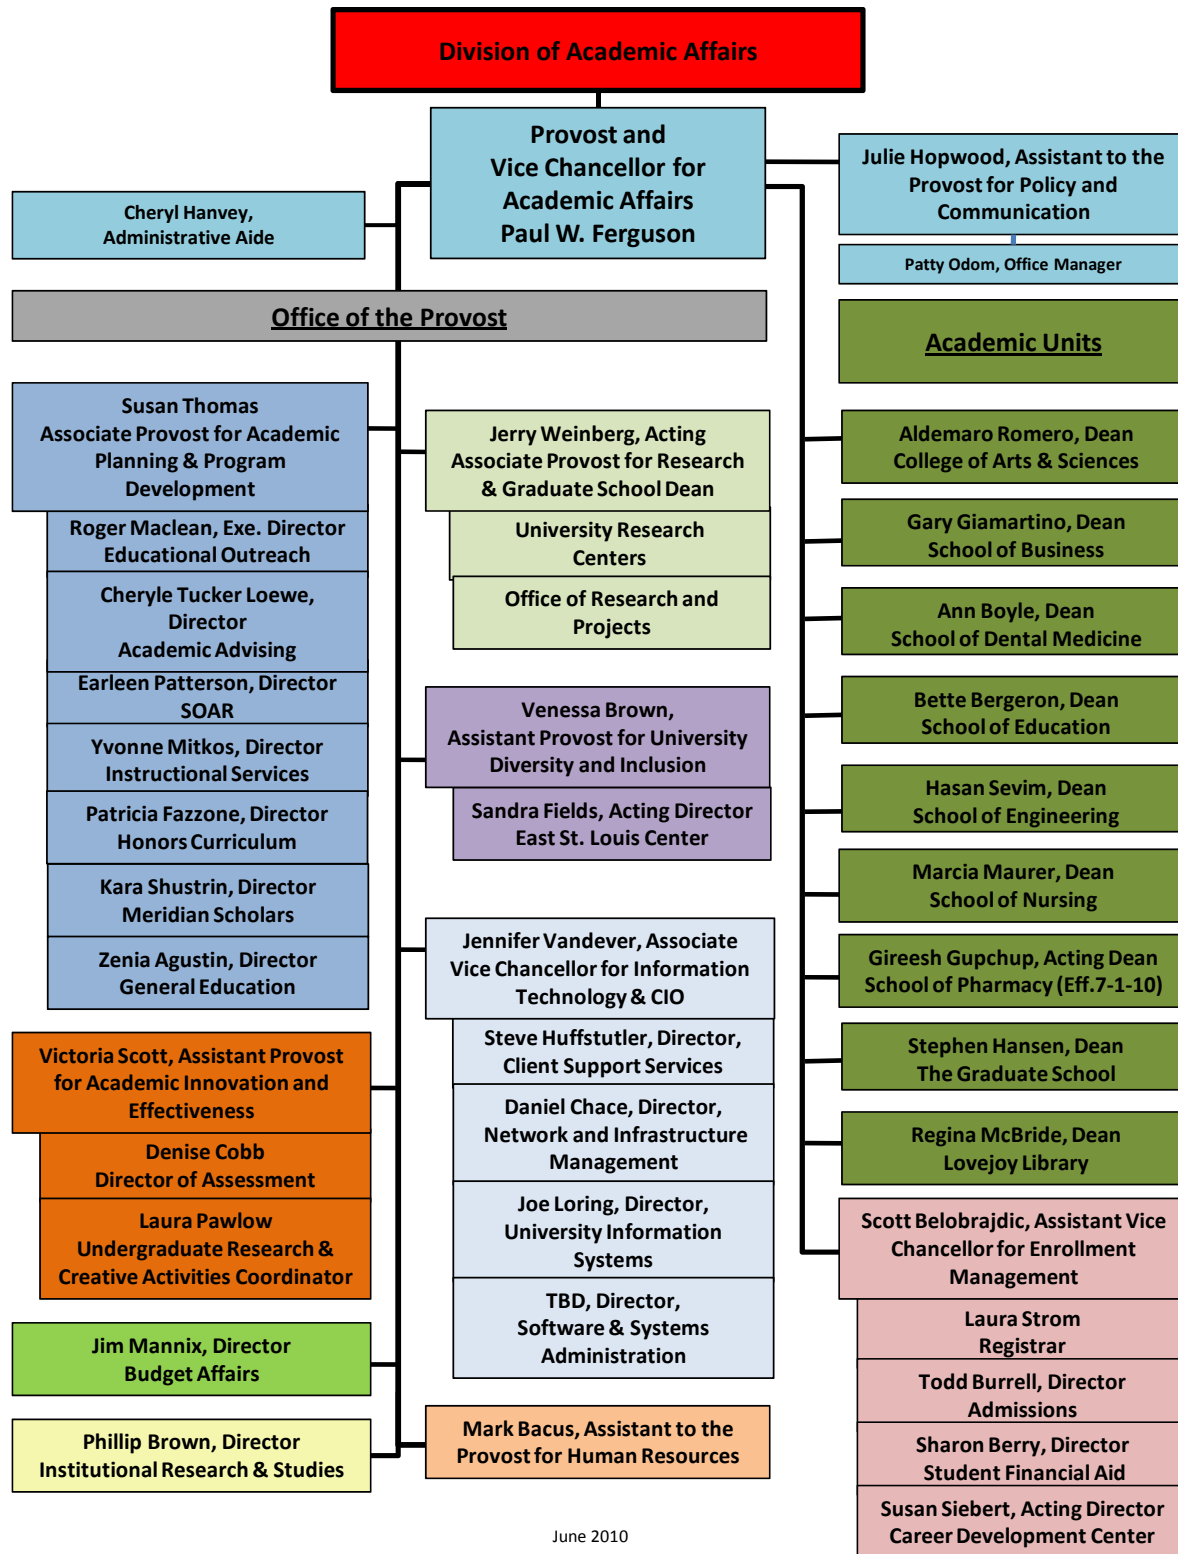 Division of Academic Affairs
Provost and
Vice Chancellor for
Academic Affairs
Paul W. Ferguson
Julie Hopwood, Assistant to the
Provost for Policy and
Communication
Cheryl Hanvey,
Administrative Aide
Patty Odom, Office Manager
Office of the Provost
Academic Units
Susan Thomas
Associate Provost for Academic
Planning & Program
Development
Roger Maclean, Exe. Director
Educational Outreach
Cheryle Tucker Loewe,
Director
Academic Advising
Earleen Patterson, Director
SOAR
Yvonne Mitkos, Director
Instructional Services
Patricia Fazzone, Director
Honors Curriculum
Kara Shustrin, Director
Meridian Scholars
Zenia Agustin, Director
General Education
Victoria Scott, Assistant Provost
for Academic Innovation and
Effectiveness
Denise Cobb
Director of Assessment
Laura Pawlow
Undergraduate Research &
Creative Activities Coordinator
Jim Mannix, Director
Budget Affairs
Phillip Brown, Director
Institutional Research & Studies
Jerry Weinberg, Acting
Associate Provost for Research
& Graduate School Dean
University Research
Centers
Office of Research and
Projects
Venessa Brown,
Assistant Provost for University
Diversity and Inclusion
Sandra Fields, Acting Director
East St. Louis Center
Jennifer Vandever, Associate
Vice Chancellor for Information
Technology & CIO
Steve Huffstutler, Director,
Client Support Services
Daniel Chace, Director,
Network and Infrastructure
Management
Joe Loring, Director,
University Information
Systems
TBD, Director,
Software & Systems
Administration
Mark Bacus, Assistant to the
Provost for Human Resources
Aldemaro Romero, Dean
College of Arts & Sciences
Gary Giamartino, Dean
School of Business
Ann Boyle, Dean
School of Dental Medicine
Bette Bergeron, Dean
School of Education
Hasan Sevim, Dean
School of Engineering
Marcia Maurer, Dean
School of Nursing
Gireesh Gupchup, Acting Dean
School of Pharmacy (Eff.7-1-10)
Stephen Hansen, Dean
The Graduate School
Regina McBride, Dean
Lovejoy Library
Scott Belobrajdic, Assistant Vice
Chancellor for Enrollment
Management
Laura Strom
Registrar
Todd Burrell, Director
Admissions
Sharon Berry, Director
Student Financial Aid
Susan Siebert, Acting Director
Career Development Center
June 2010